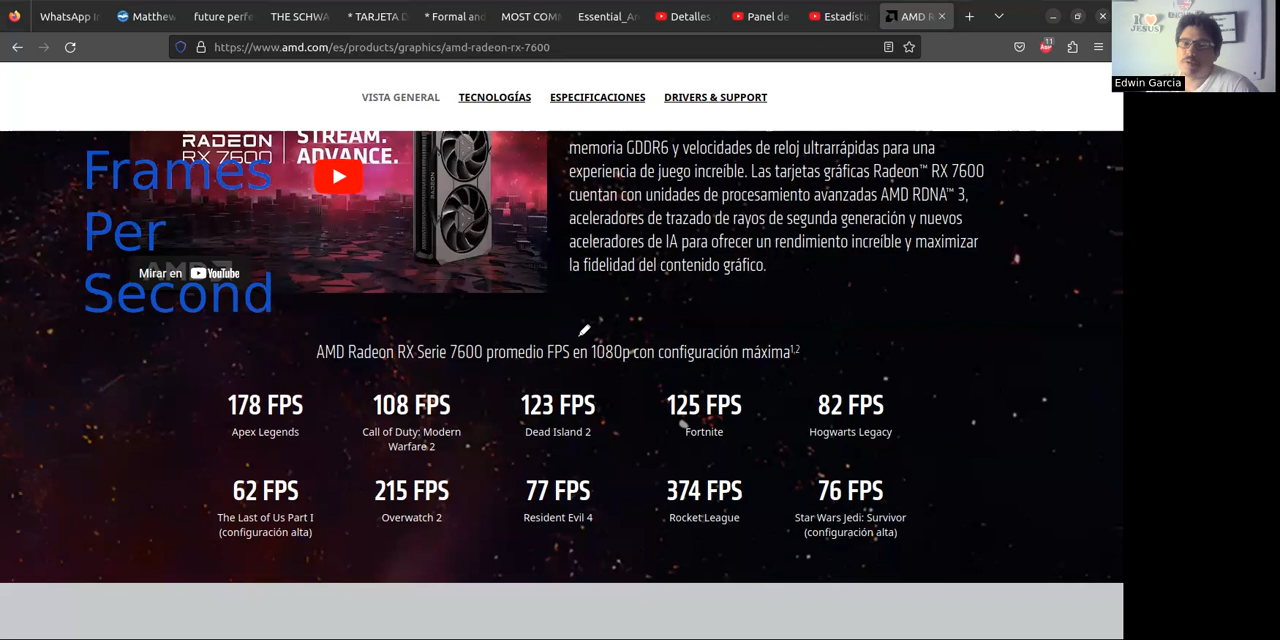 WhatsApp
Matthew
future perfe
THE SCHWA
* TARJETA D
* Formal and
MOST COM
Essential_An
Detalles
Panel de
Estadísti
AMD R
https://www.amd.com/es/products/graphics/amd-radeon-rx-7600
11
ABP
I ♥
JESUS!
Edwin Garcia
VISTA GENERAL
TECNOLOGÍAS
ESPECIFICACIONES
DRIVERS & SUPPORT
RADEON
RX 7600
STREAM.
ADVANCE.
Mirar en YouTube
AMD
RADEON
Frames
Per
Second
memoria GDDR6 y velocidades de reloj ultrarrápidas para una
experiencia de juego increíble. Las tarjetas gráficas Radeon™ RX 7600
cuentan con unidades de procesamiento avanzadas AMD RDNA™ 3,
aceleradores de trazado de rayos de segunda generación y nuevos
aceleradores de IA para ofrecer un rendimiento increíble y maximizar
la fidelidad del contenido gráfico.
AMD Radeon RX Serie 7600 promedio FPS en 1080p con configuración máxima1,2
178 FPS
Apex Legends
108 FPS
Call of Duty: Modern
Warfare 2
123 FPS
Dead Island 2
125 FPS
Fortnite
82 FPS
Hogwarts Legacy
62 FPS
The Last of Us Part I
(configuración alta)
215 FPS
Overwatch 2
77 FPS
Resident Evil 4
374 FPS
Rocket League
76 FPS
Star Wars Jedi: Survivor
(configuración alta)